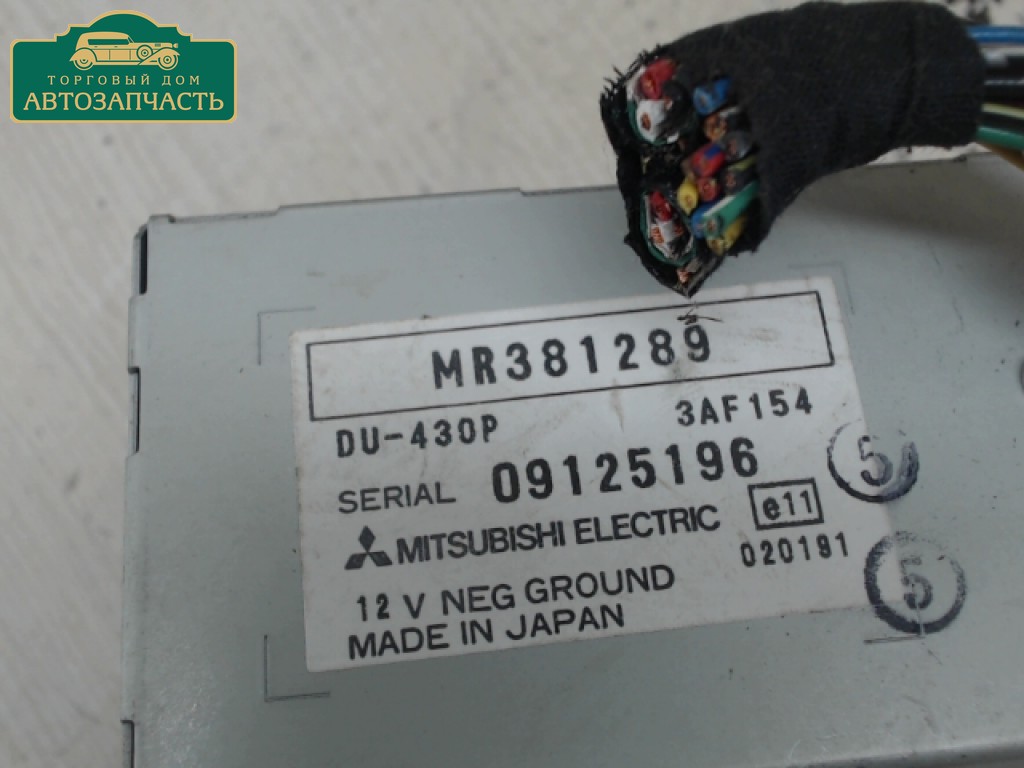 ТОРГОВЫЙ ДОМ
АВТОЗАПЧАСТЬ
MR381289
DU-430P 3AF154
SERIAL 09125196
MITSUBISHI ELECTRIC e11
020191
12 V NEG GROUND
MADE IN JAPAN
5
5